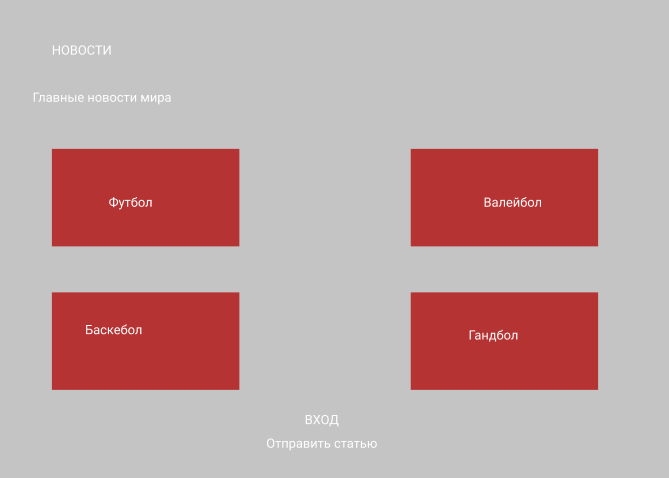 НОВОСТИ
Главные новости мира
Футбол
Валейбол
Баскебол
Гандбол
ВХОД
Отправить статью